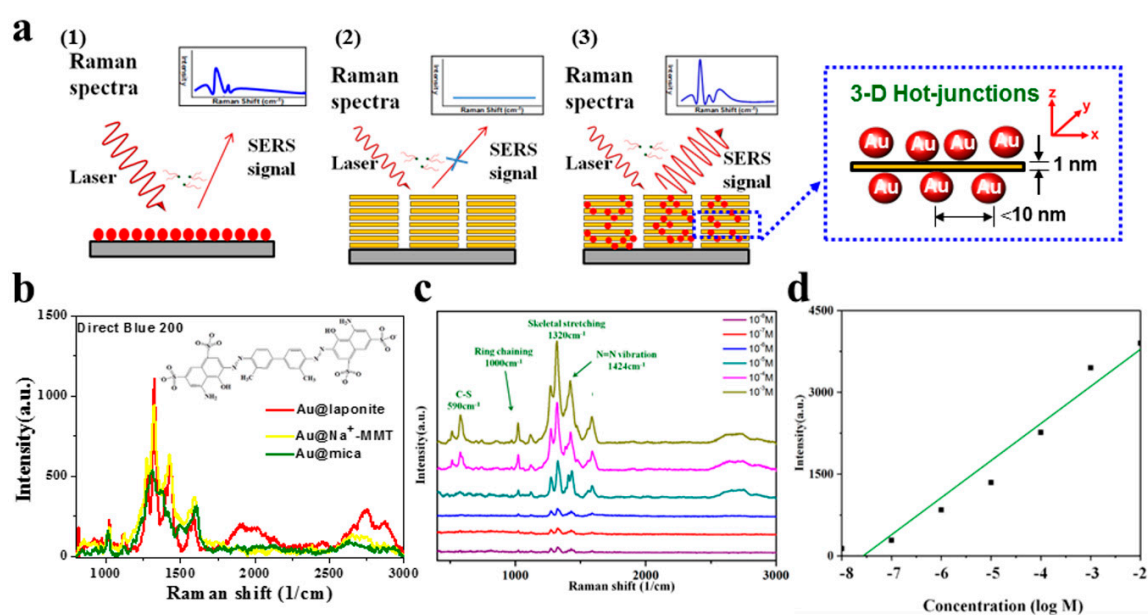 a
(1)
(2)
(3)
Raman
spectra
Intensity
Raman Shift (cm-1)
Laser
SERS
signal
Raman
spectra
Intensity
Raman Shift (cm-1)
Laser
SERS
signal
Raman
spectra
Intensity
Raman Shift (cm-1)
Laser
SERS
signal
3-D Hot-junctions
z
y
x
Au Au Au Au
1 nm
Au Au Au
<10 nm
b
Direct Blue 200
Intensity(a.u.)
1500
1000
500
0
Au@laponite
Au@Na+-MMT
Au@mica
1000
1500
2000
2500
3000
Raman shift (1/cm)
c
Intensity(a.u.)
Skeletal stretching
1320cm-1
Ring chaining
1000cm-1
N=N vibration
1424cm-1
C-S
590cm-1
10-8M
10-7M
10-6M
10-5M
10-4M
10-3M
1000
2000
3000
Raman shift (1/cm)
d
Intensity(a.u.)
4500
3000
1500
0
-8
-7
-6
-5
-4
-3
-2
Concentration (log M)